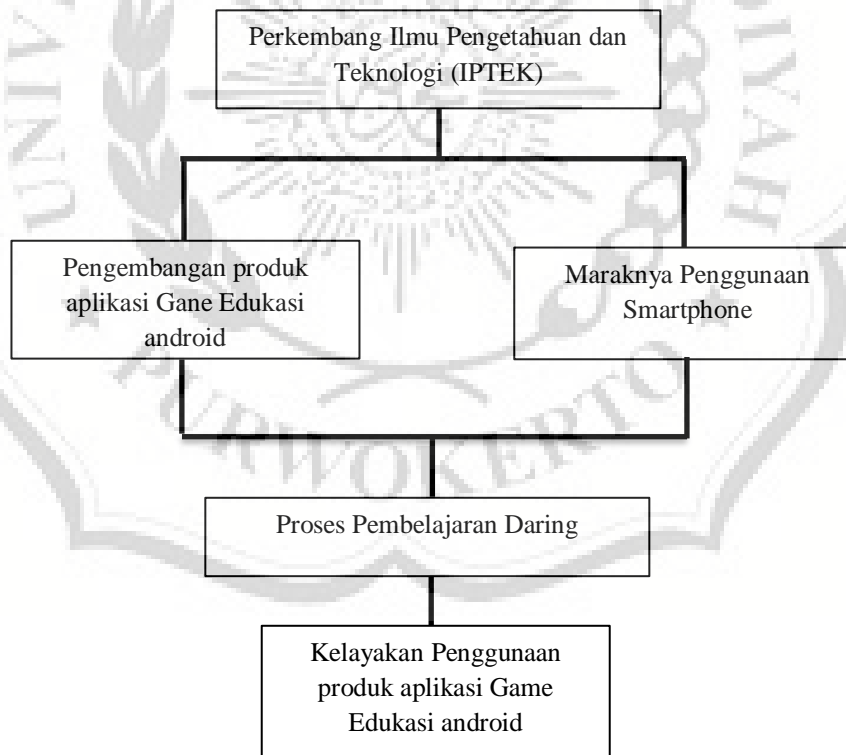 Perkembang Ilmu Pengetahuan dan
Teknologi (IPTEK)
Pengembangan produk
aplikasi Gane Edukasi
android
Maraknya Penggunaan
Smartphone
Proses Pembelajaran Daring
Kelayakan Penggunaan
produk aplikasi Game
Edukasi android
PURWOKERTO